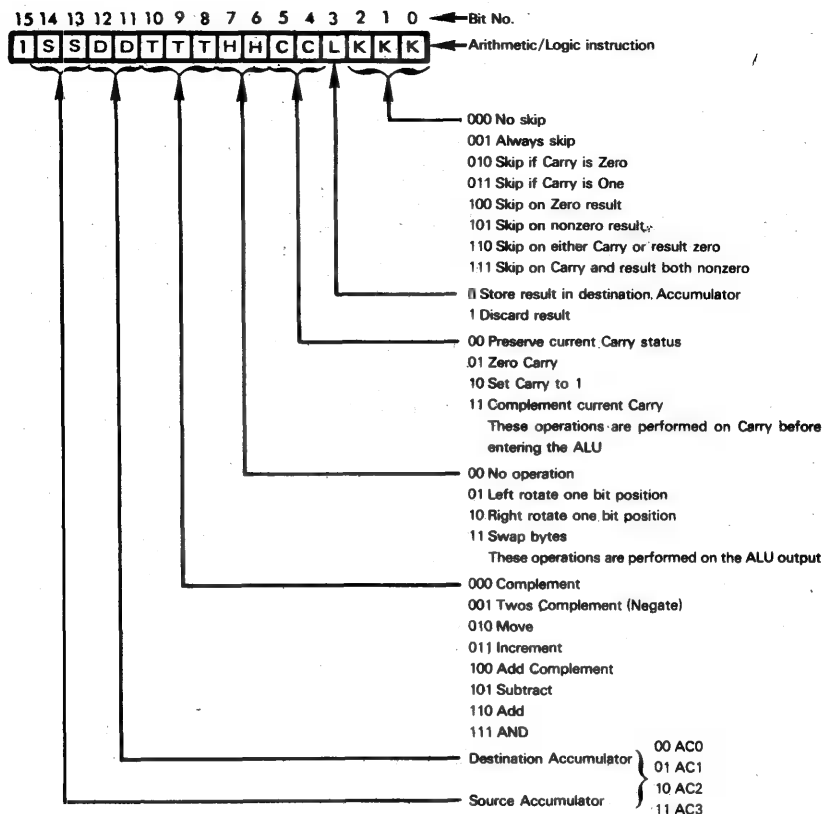 15 14 13 12 11 10 9 8 7 6 5 4 3 2 1 0 Bit No.
1 S S D D T T T H H C C L K K K Arithmetic/Logic instruction
000 No skip
001 Always skip
010 Skip if Carry is Zero
011 Skip if Carry is One
100 Skip on Zero result
101 Skip on nonzero result
110 Skip on either Carry or result zero
111 Skip on Carry and result both nonzero
0 Store result in destination Accumulator
1 Discard result
00 Preserve current Carry status
01 Zero Carry
10 Set Carry to 1
11 Complement current Carry
These operations are performed on Carry before
entering the ALU
00 No operation
01 Left rotate one bit position
10 Right rotate one bit position
11 Swap bytes
These operations are performed on the ALU output
000 Complement
001 Twos Complement (Negate)
010 Move
011 Increment
100 Add Complement
101 Subtract
110 Add
111 AND
Destination Accumulator
Source Accumulator
00 AC0
01 AC1
10 AC2
11 AC3